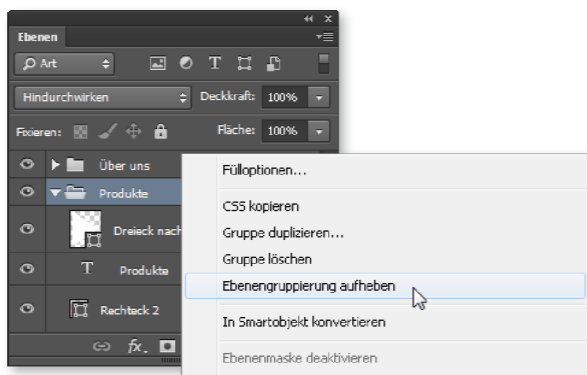 Ebenen
Art
Hindurchwirken Deckkraft: 100%
Fixieren: Fläche: 100%
Über uns
Produkte
Dreieck nach
T Produkte
Rechteck 2
fx.
Fülloptionen...
CSS kopieren
Gruppe duplizieren...
Gruppe löschen
Ebenengruppierung aufheben
In Smartobjekt konvertieren
Ebenenmaske deaktivieren